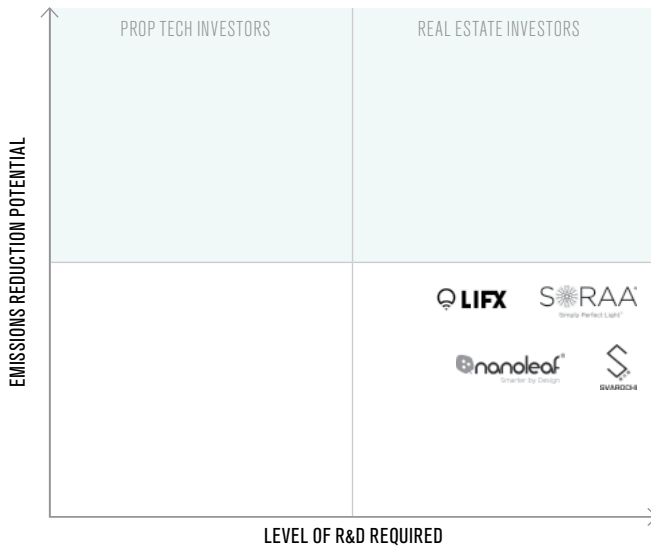 PROP TECH INVESTORS
REAL ESTATE INVESTORS
EMISSIONS REDUCTION POTENTIAL
LIFX
SORAA
Simply Perfect Light™
nanoleaf®
Smarter by Design
SVAROCHI
LEVEL OF R&D REQUIRED